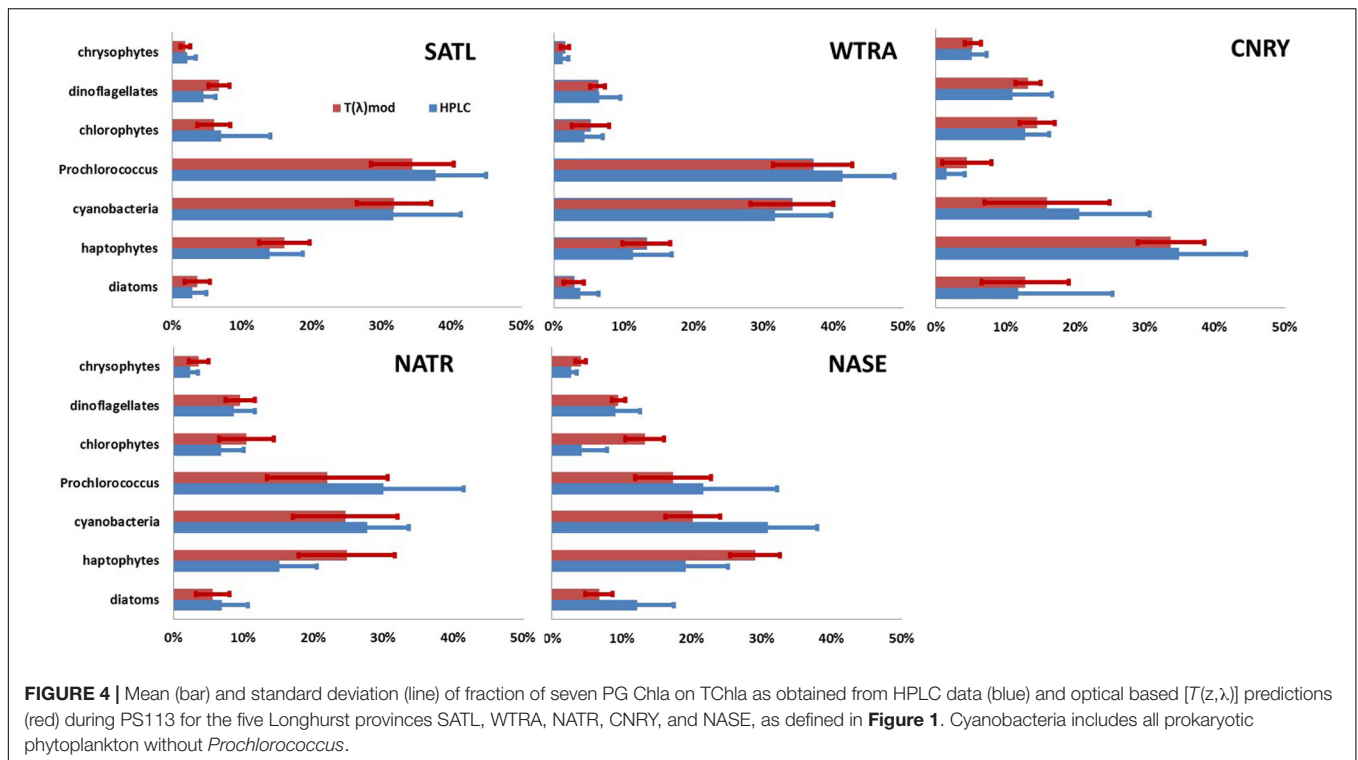 SATL
chrysophytes
dinoflagellates
T(λ)mod HPLC
chlorophytes
Prochlorococcus
cyanobacteria
haptophytes
diatoms
0% 10% 20% 30% 40% 50%
WTRA
0% 10% 20% 30% 40% 50%
CNRY
0% 10% 20% 30% 40% 50%
NATR
chrysophytes
dinoflagellates
chlorophytes
Prochlorococcus
cyanobacteria
haptophytes
diatoms
0% 10% 20% 30% 40% 50%
NASE
0% 10% 20% 30% 40% 50%
FIGURE 4 | Mean (bar) and standard deviation (line) of fraction of seven PG Chla on TChla as obtained from HPLC data (blue) and optical based [T(z,λ)] predictions
(red) during PS113 for the five Longhurst provinces SATL, WTRA, NATR, CNRY, and NASE, as defined in Figure 1. Cyanobacteria includes all prokaryotic
phytoplankton without Prochlorococcus.